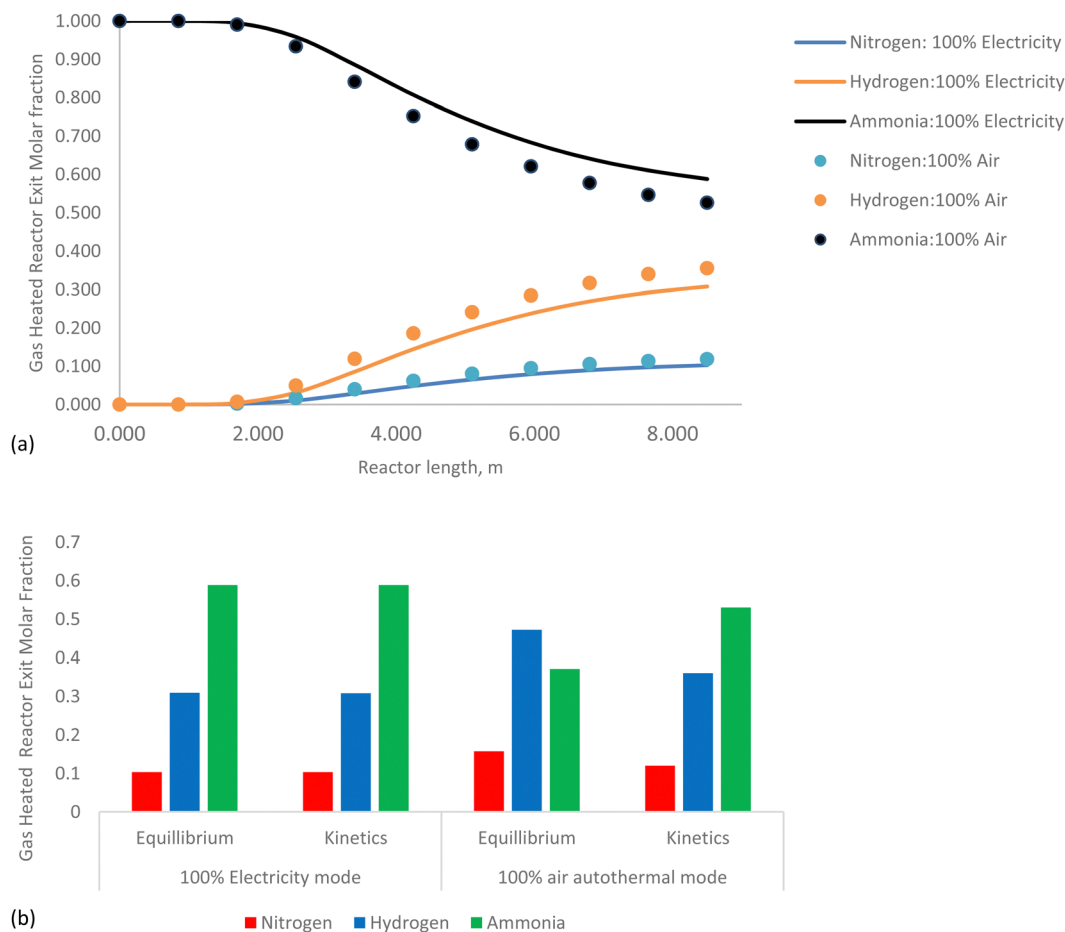 Gas Heated Reactor Exit Molar fraction
1.000
0.900
0.800
0.700
0.600
0.500
0.400
0.300
0.200
0.100
0.000
0.000 2.000 4.000 6.000 8.000
Reactor length, m
Nitrogen: 100% Electricity
Hydrogen:100% Electricity
Ammonia:100% Electricity
Nitrogen:100% Air
Hydrogen:100% Air
Ammonia:100% Air
(a)
Gas Heated Reactor Exit Molar Fraction
0.7
0.6
0.5
0.4
0.3
0.2
0.1
0
Equillibrium Kinetics Equillibrium Kinetics
100% Electricity mode 100% air autothermal mode
Nitrogen Hydrogen Ammonia
(b)